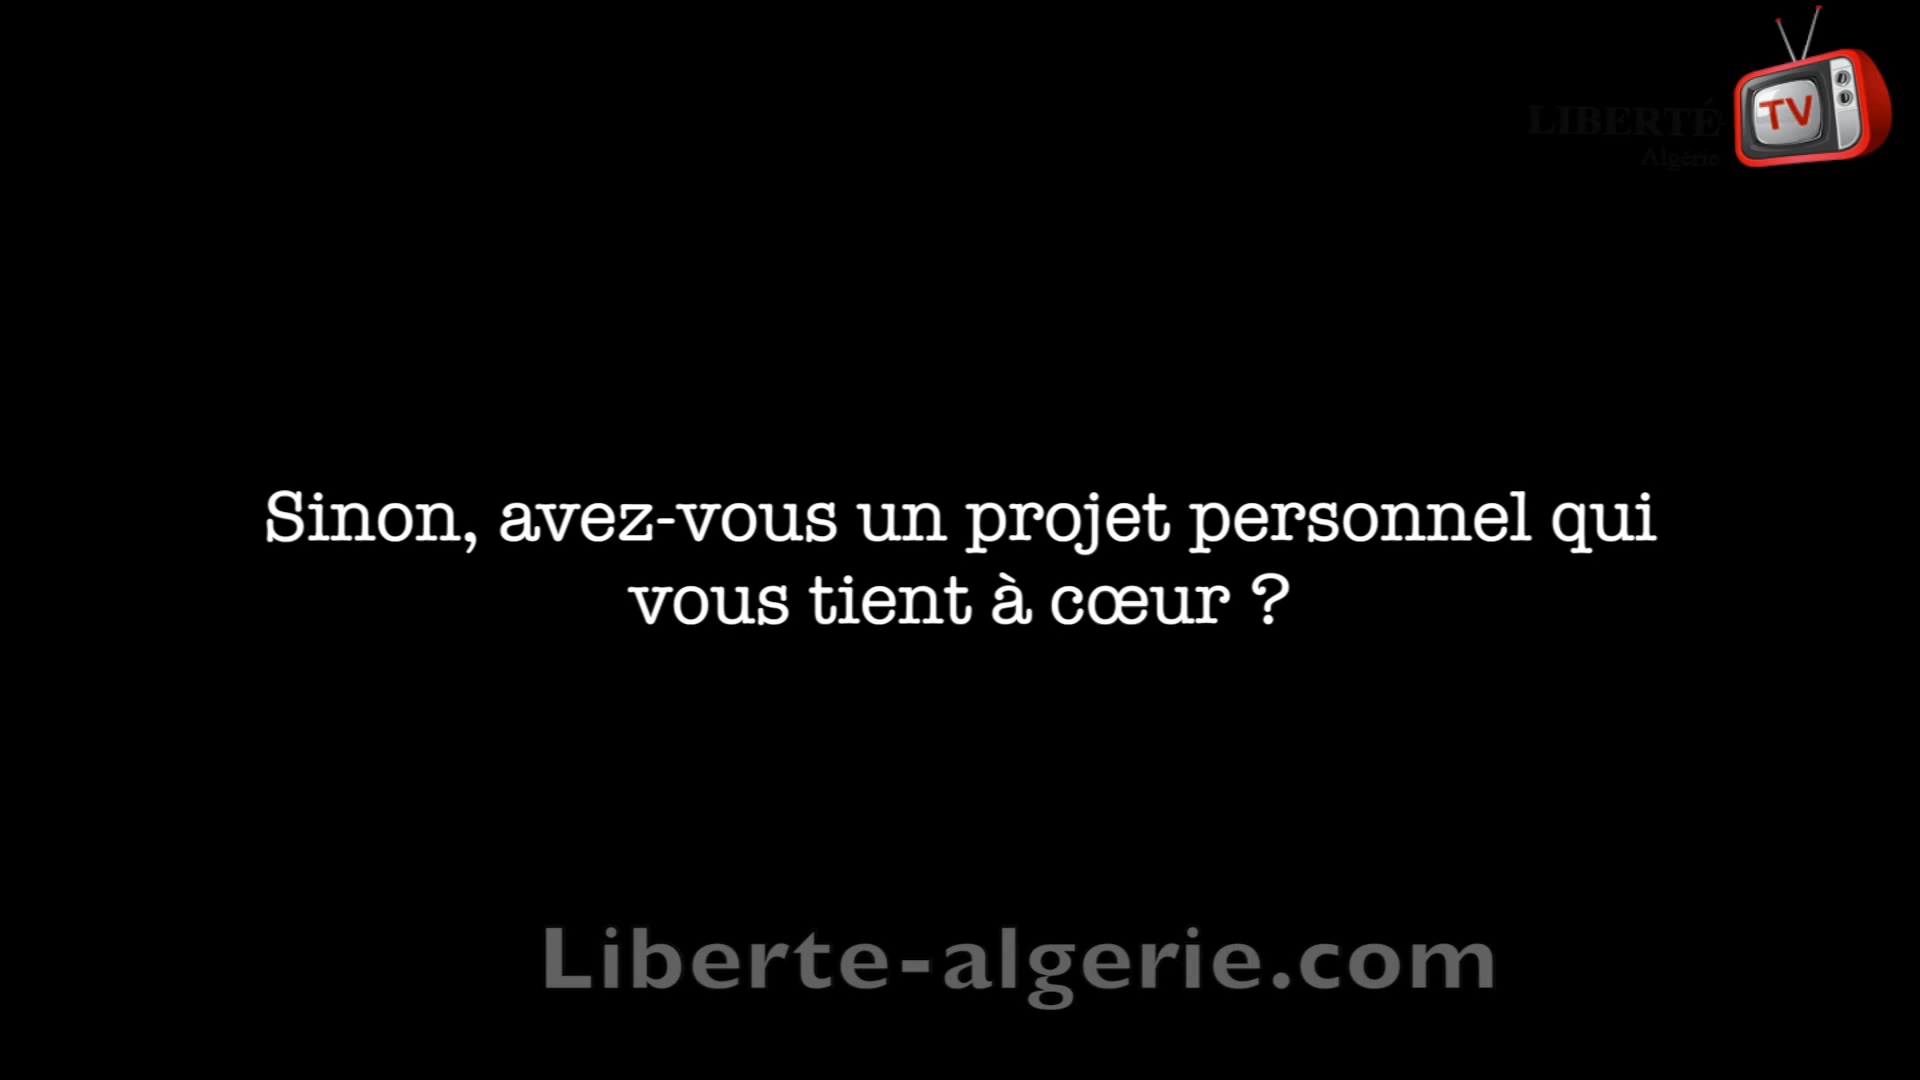 LIBERTÉ
Algérie
TV
Sinon, avez-vous un projet personnel qui
vous tient à cœur ?
Liberte-algerie.com